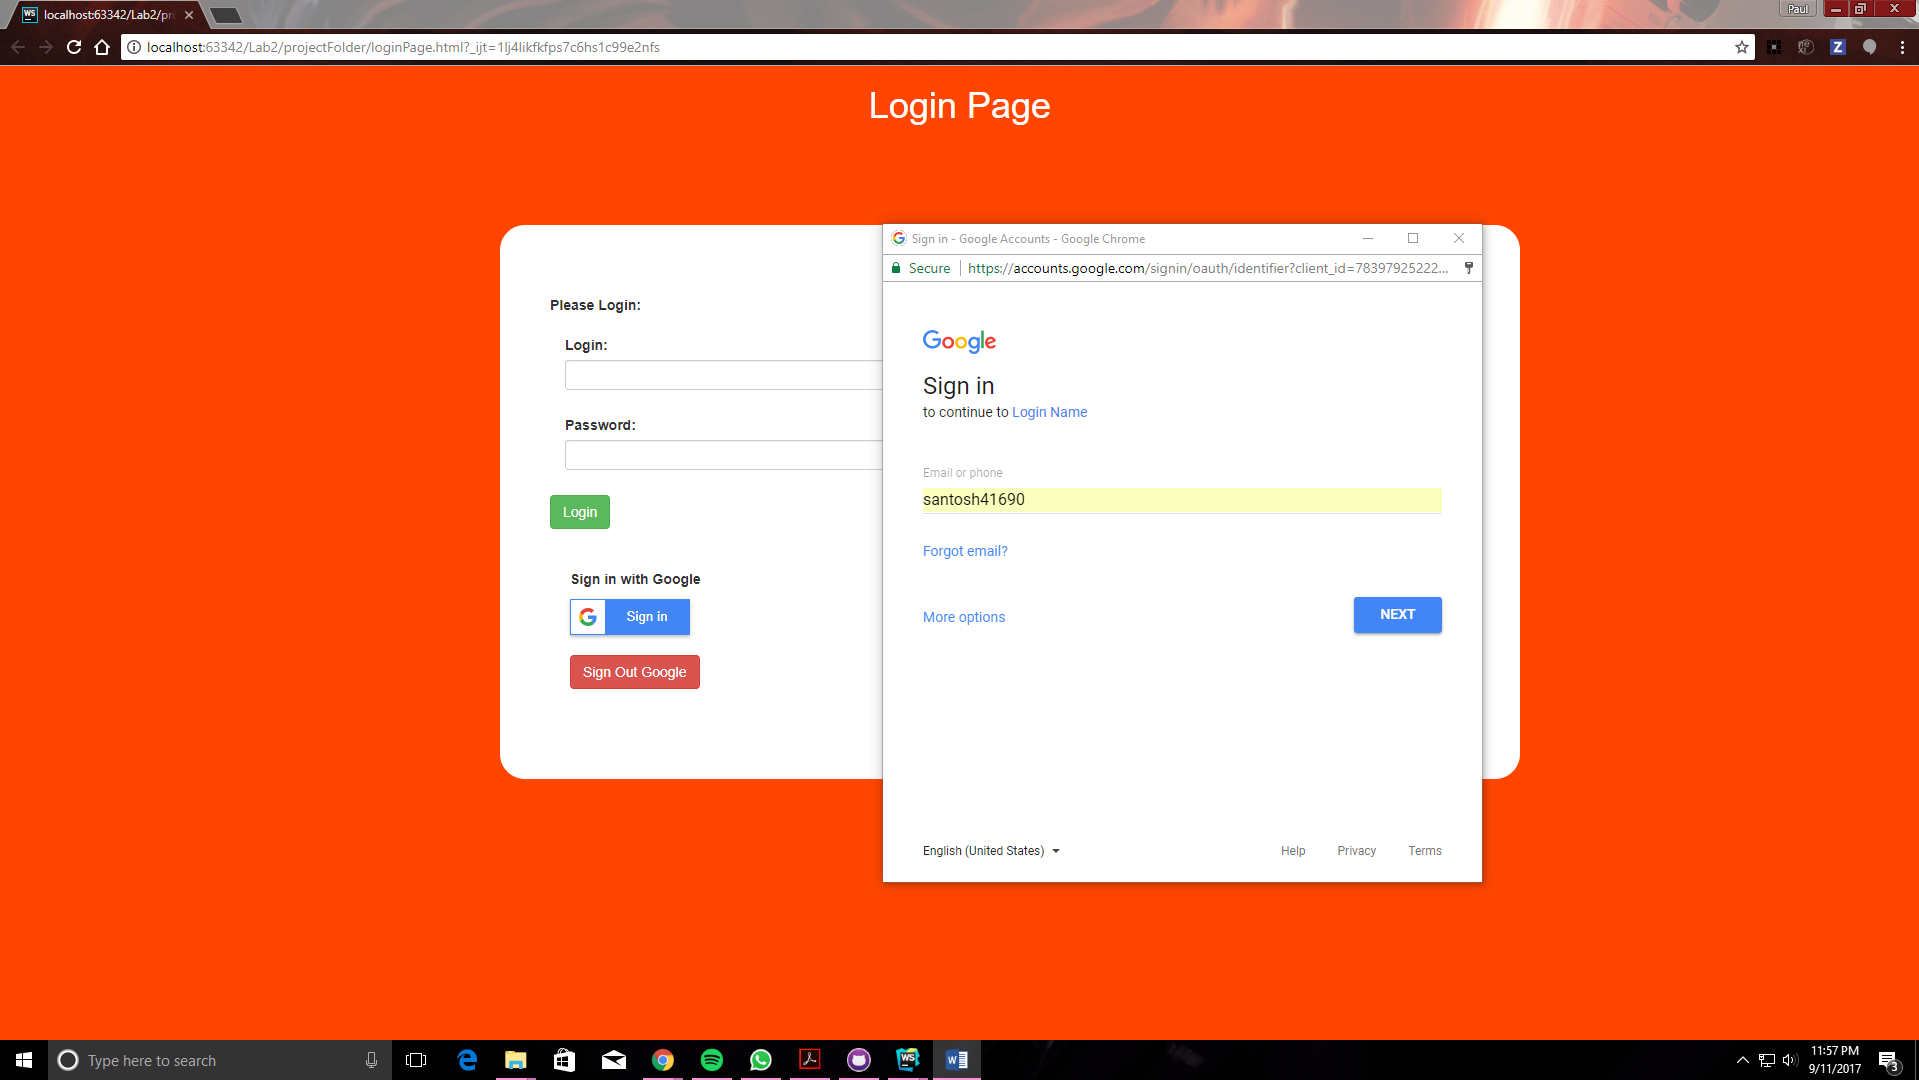 WS localhost:63342/Lab2/pro
Paul
localhost:63342/Lab2/projectFolder/loginPage.html?_ijt=1lj4likfkfps7c6hs1c99e2nfs
Z
Login Page
Sign in - Google Accounts - Google Chrome
Secure https://accounts.google.com/signin/oauth/identifier?client_id=78397925222...
Please Login:
Login:
Password:
Login
Sign in with Google
Sign in
Sign Out Google
Google
Sign in
to continue to Login Name
Email or phone
santosh41690
Forgot email?
More options
NEXT
English (United States)
Help Privacy Terms
Type here to search
WS
11:57 PM
9/11/2017
3